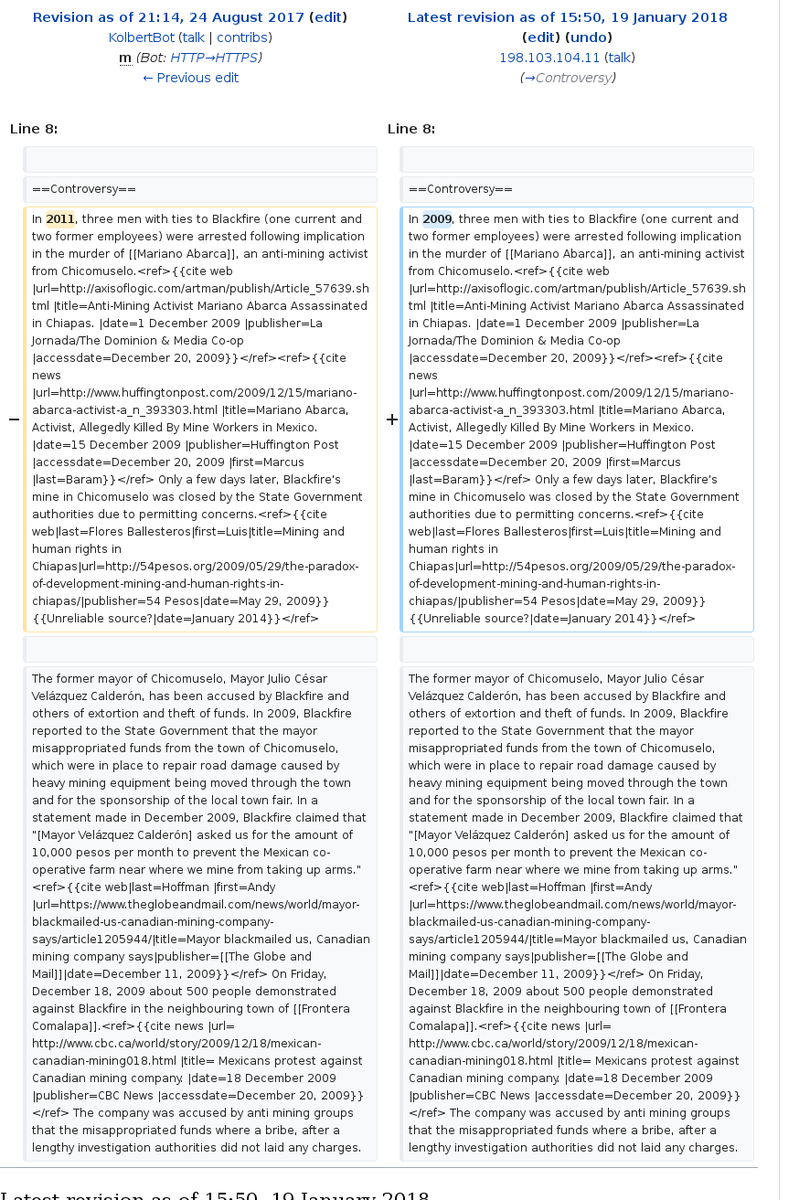 Revision as of 21:14, 24 August 2017 (edit)
KolbertBot (talk | contribs)
m (Bot: HTTP→HTTPS)
← Previous edit
Latest revision as of 15:50, 19 January 2018
(edit) (undo)
198.103.104.11 (talk)
(→Controversy)
Line 8:
Line 8:
==Controversy==
==Controversy==
−
In 2011, three men with ties to Blackfire (one current and
two former employees) were arrested following implication
in the murder of [[Mariano Abarca]], an anti-mining activist
from Chicomuselo.<ref>{{cite web
|url=http://axisoflogic.com/artman/publish/Article_57639.sh
tml |title=Anti-Mining Activist Mariano Abarca Assassinated
in Chiapas. |date=1 December 2009 |publisher=La
Jornada/The Dominion & Media Co-op
|accessdate=December 20, 2009}}</ref><ref>{{cite
news
|url=http://www.huffingtonpost.com/2009/12/15/mariano-
abarca-activist-a_n_393303.html |title=Mariano Abarca,
Activist, Allegedly Killed By Mine Workers in Mexico.
|date=15 December 2009 |publisher=Huffington Post
|accessdate=December 20, 2009 |first=Marcus
|last=Baram}}</ref> Only a few days later, Blackfire's
mine in Chicomuselo was closed by the State Government
authorities due to permitting concerns.<ref>{{cite
web|last=Flores Ballesteros|first=Luis|title=Mining and
human rights in
Chiapas|url=http://54pesos.org/2009/05/29/the-paradox-
of-development-mining-and-human-rights-in-
chiapas/|publisher=54 Pesos|date=May 29, 2009}}
{{Unreliable source?|date=January 2014}}</ref>
+
In 2009, three men with ties to Blackfire (one current and
two former employees) were arrested following implication
in the murder of [[Mariano Abarca]], an anti-mining activist
from Chicomuselo.<ref>{{cite web
|url=http://axisoflogic.com/artman/publish/Article_57639.sh
tml |title=Anti-Mining Activist Mariano Abarca Assassinated
in Chiapas. |date=1 December 2009 |publisher=La
Jornada/The Dominion & Media Co-op
|accessdate=December 20, 2009}}</ref><ref>{{cite
news
|url=http://www.huffingtonpost.com/2009/12/15/mariano-
abarca-activist-a_n_393303.html |title=Mariano Abarca,
Activist, Allegedly Killed By Mine Workers in Mexico.
|date=15 December 2009 |publisher=Huffington Post
|accessdate=December 20, 2009 |first=Marcus
|last=Baram}}</ref> Only a few days later, Blackfire's
mine in Chicomuselo was closed by the State Government
authorities due to permitting concerns.<ref>{{cite
web|last=Flores Ballesteros|first=Luis|title=Mining and
human rights in
Chiapas|url=http://54pesos.org/2009/05/29/the-paradox-
of-development-mining-and-human-rights-in-
chiapas/|publisher=54 Pesos|date=May 29, 2009}}
{{Unreliable source?|date=January 2014}}</ref>
The former mayor of Chicomuselo, Mayor Julio César
Velázquez Calderón, has been accused by Blackfire and
others of extortion and theft of funds. In 2009, Blackfire
reported to the State Government that the mayor
misappropriated funds from the town of Chicomuselo,
which were in place to repair road damage caused by
heavy mining equipment being moved through the town
and for the sponsorship of the local town fair. In a
statement made in December 2009, Blackfire claimed that
"[Mayor Velázquez Calderón] asked us for the amount of
10,000 pesos per month to prevent the Mexican co-
operative farm near where we mine from taking up arms."
<ref>{{cite web|last=Hoffman |first=Andy
|url=https://www.theglobeandmail.com/news/world/mayor-
blackmailed-us-canadian-mining-company-
says/article1205944/|title=Mayor blackmailed us, Canadian
mining company says|publisher=[[The Globe and
Mail]]|date=December 11, 2009}}</ref> On Friday,
December 18, 2009 about 500 people demonstrated
against Blackfire in the neighbouring town of [[Frontera
Comalapa]].<ref>{{cite news |url=
http://www.cbc.ca/world/story/2009/12/18/mexican-
canadian-mining018.html |title= Mexicans protest against
Canadian mining company. |date=18 December 2009
|publisher=CBC News |accessdate=December 20, 2009}}
</ref> The company was accused by anti mining groups
that the misappropriated funds where a bribe, after a
lengthy investigation authorities did not laid any charges.
The former mayor of Chicomuselo, Mayor Julio César
Velázquez Calderón, has been accused by Blackfire and
others of extortion and theft of funds. In 2009, Blackfire
reported to the State Government that the mayor
misappropriated funds from the town of Chicomuselo,
which were in place to repair road damage caused by
heavy mining equipment being moved through the town
and for the sponsorship of the local town fair. In a
statement made in December 2009, Blackfire claimed that
"[Mayor Velázquez Calderón] asked us for the amount of
10,000 pesos per month to prevent the Mexican co-
operative farm near where we mine from taking up arms."
<ref>{{cite web|last=Hoffman |first=Andy
|url=https://www.theglobeandmail.com/news/world/mayor-
blackmailed-us-canadian-mining-company-
says/article1205944/|title=Mayor blackmailed us, Canadian
mining company says|publisher=[[The Globe and
Mail]]|date=December 11, 2009}}</ref> On Friday,
December 18, 2009 about 500 people demonstrated
against Blackfire in the neighbouring town of [[Frontera
Comalapa]].<ref>{{cite news |url=
http://www.cbc.ca/world/story/2009/12/18/mexican-
canadian-mining018.html |title= Mexicans protest against
Canadian mining company. |date=18 December 2009
|publisher=CBC News |accessdate=December 20, 2009}}
</ref> The company was accused by anti mining groups
that the misappropriated funds where a bribe, after a
lengthy investigation authorities did not laid any charges.
Latest revision as of 15:50, 19 January 2018